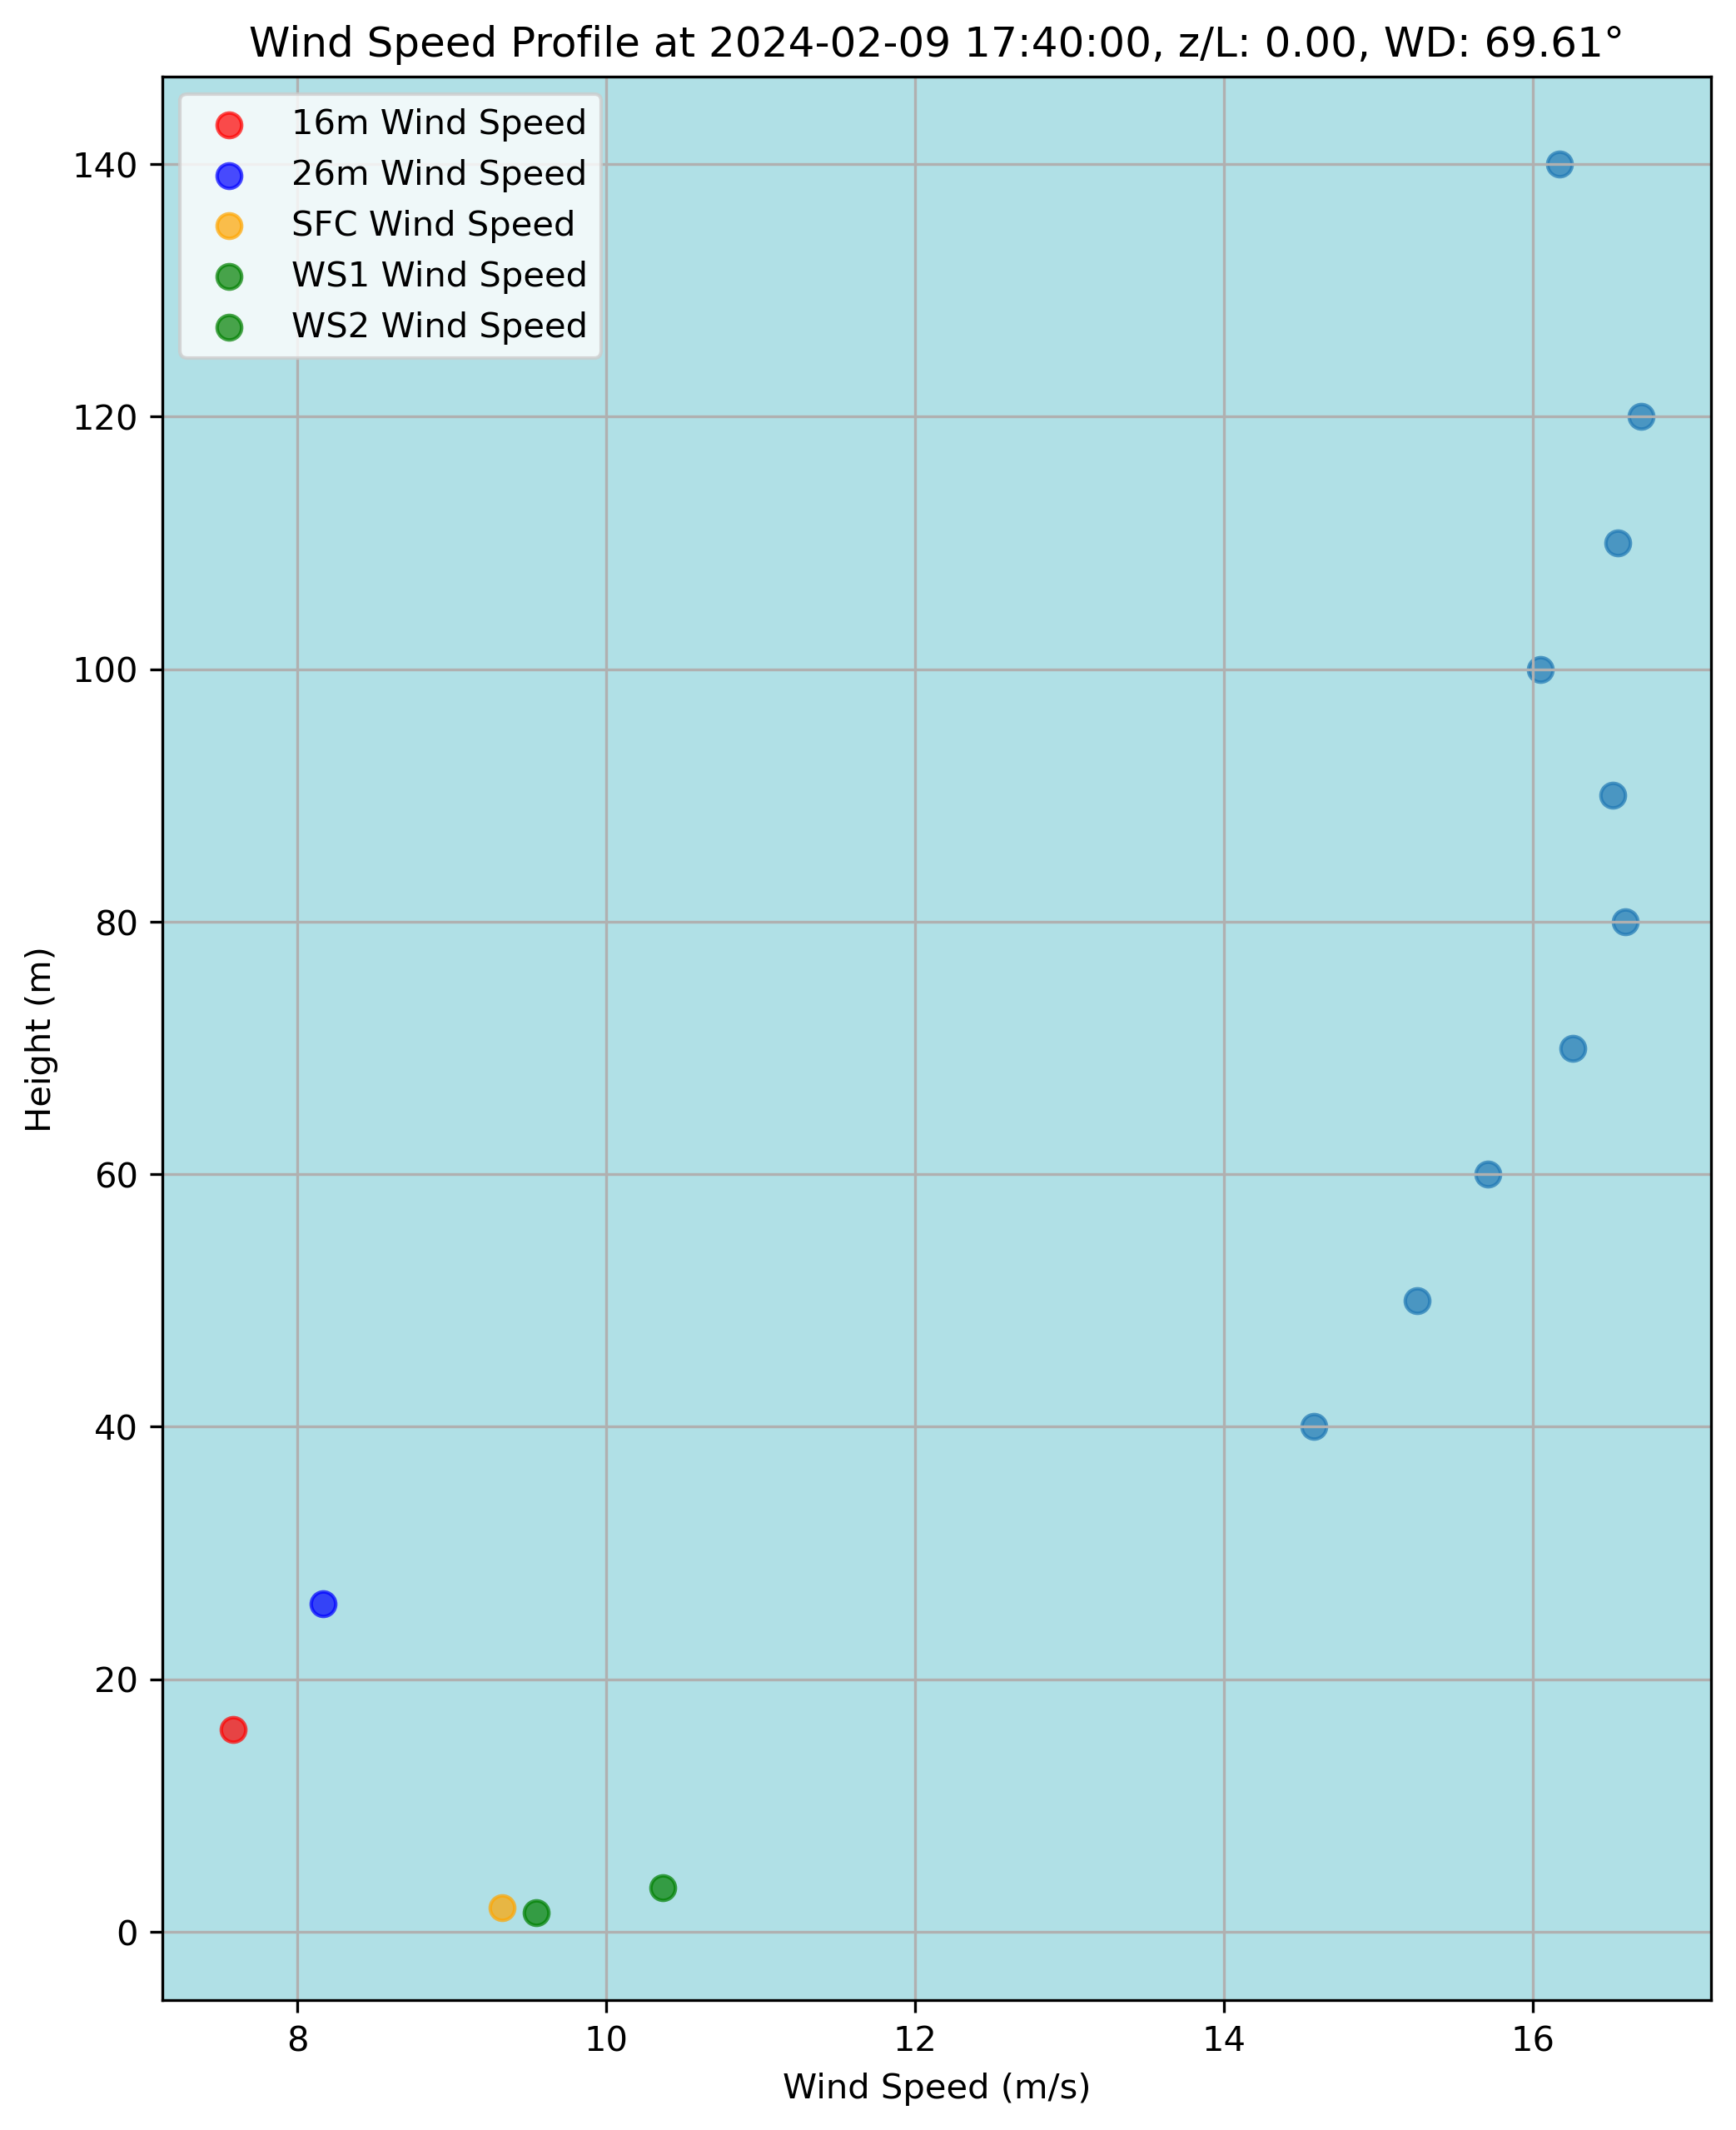 Wind Speed Profile at 2024-02-09 17:40:00, z/L: 0.00, WD: 69.61°
16m Wind Speed
26m Wind Speed
SFC Wind Speed
WS1 Wind Speed
WS2 Wind Speed
140
120
100
80
60
40
20
0
Height (m)
8 10 12 14 16
Wind Speed (m/s)